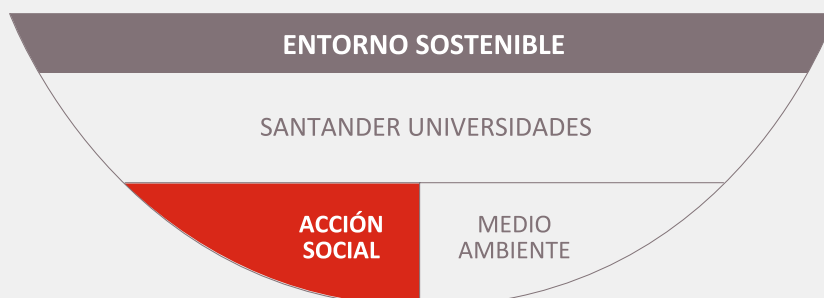 ENTORNO SOSTENIBLE
SANTANDER UNIVERSIDADES
ACCIÓN
SOCIAL
MEDIO
AMBIENTE